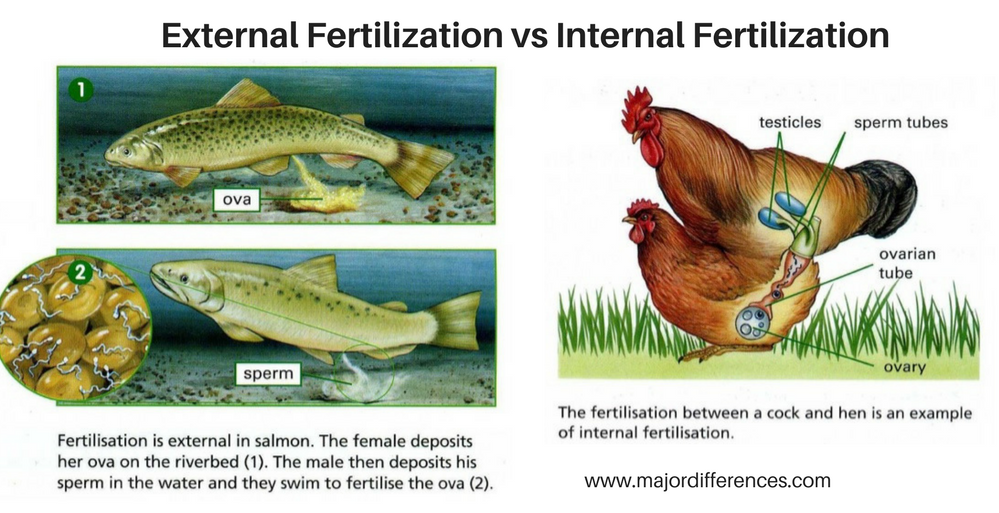 External Fertilization vs Internal Fertilization
1
ova
2
sperm
Fertilisation is external in salmon. The female deposits
her ova on the riverbed (1). The male then deposits his
sperm in the water and they swim to fertilise the ova (2).
testicles
sperm tubes
ovarian
tube
ovary
The fertilisation between a cock and hen is an example
of internal fertilisation.
www.majordifferences.com